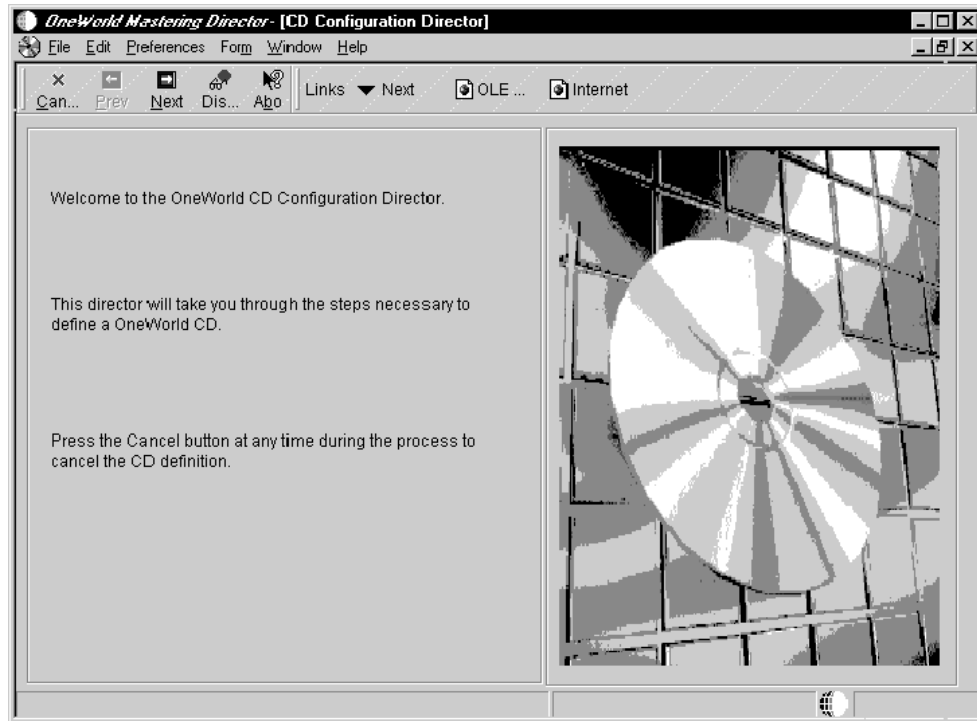 OneWorld Mastering Director - [CD Configuration Director]
File Edit Preferences Form Window Help
Can... Prev Next Dis... Abo Links Next OLE ... Internet
Welcome to the OneWorld CD Configuration Director.
This director will take you through the steps necessary to
define a OneWorld CD.
Press the Cancel button at any time during the process to
cancel the CD definition.